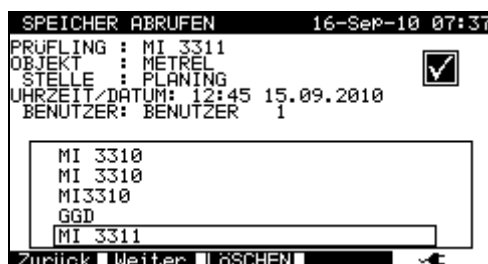 SPEICHER ABRUFEN 16-Sep-10 07:37
PRÜFLING : MI 3311
OBJEKT : METREL
STELLE : PLANING
UHRZEIT/DATUM: 12:45 15.09.2010
BENUTZER: BENUTZER 1
MI 3310
MI 3310
MI3310
GGD
MI 3311
Zurück Weiter LöSCHEN